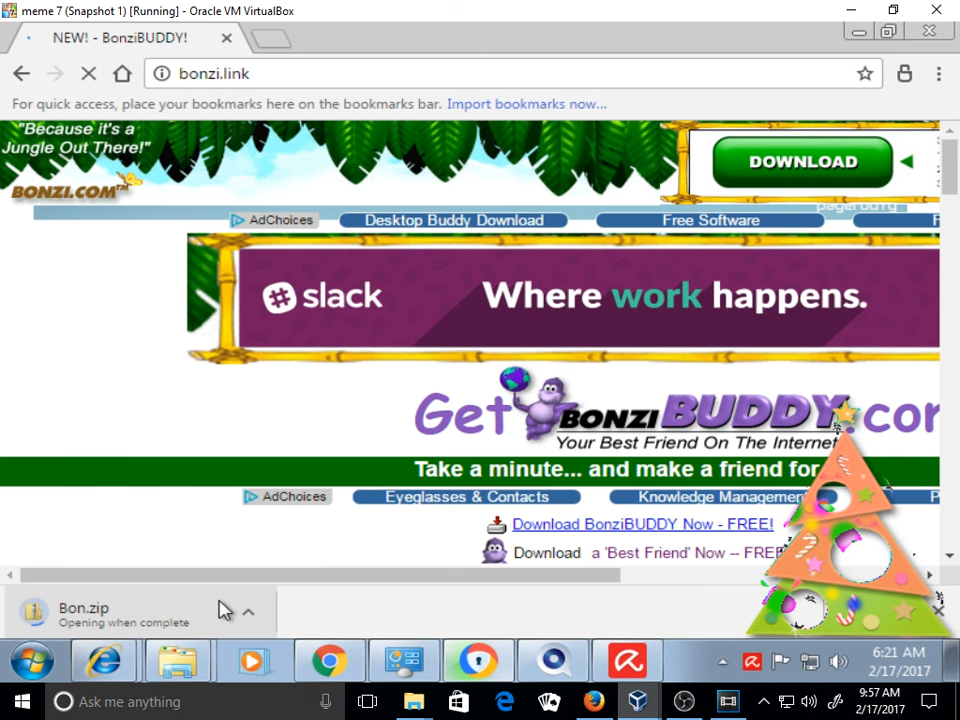 meme 7 (Snapshot 1) [Running] - Oracle VM VirtualBox
NEW! - BonziBUDDY!
bonzi.link
For quick access, place your bookmarks here on the bookmarks bar. Import bookmarks now...
"Because it's a
Jungle Out There!"
BONZI.COM™
DOWNLOAD
AdChoices
Desktop Buddy Download
Free Software
F
slack
Where work happens.
Get BONZI BUDDY.com
Your Best Friend On The Internet
Take a minute... and make a friend for
AdChoices
Eyeglasses & Contacts
Knowledge Management
P
Download BonziBUDDY Now - FREE!
Download a 'Best Friend' Now -- FREE
Bon.zip
Opening when complete
6:21 AM
2/17/2017
Ask me anything
9:57 AM
2/17/2017